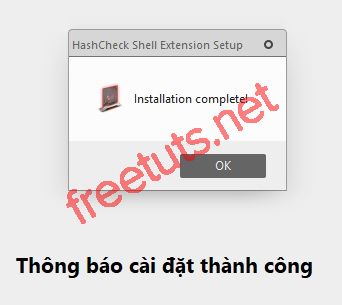 HashCheck Shell Extension Setup
Installation complete!
OK
freetuts.net
Thông báo cài đặt thành công